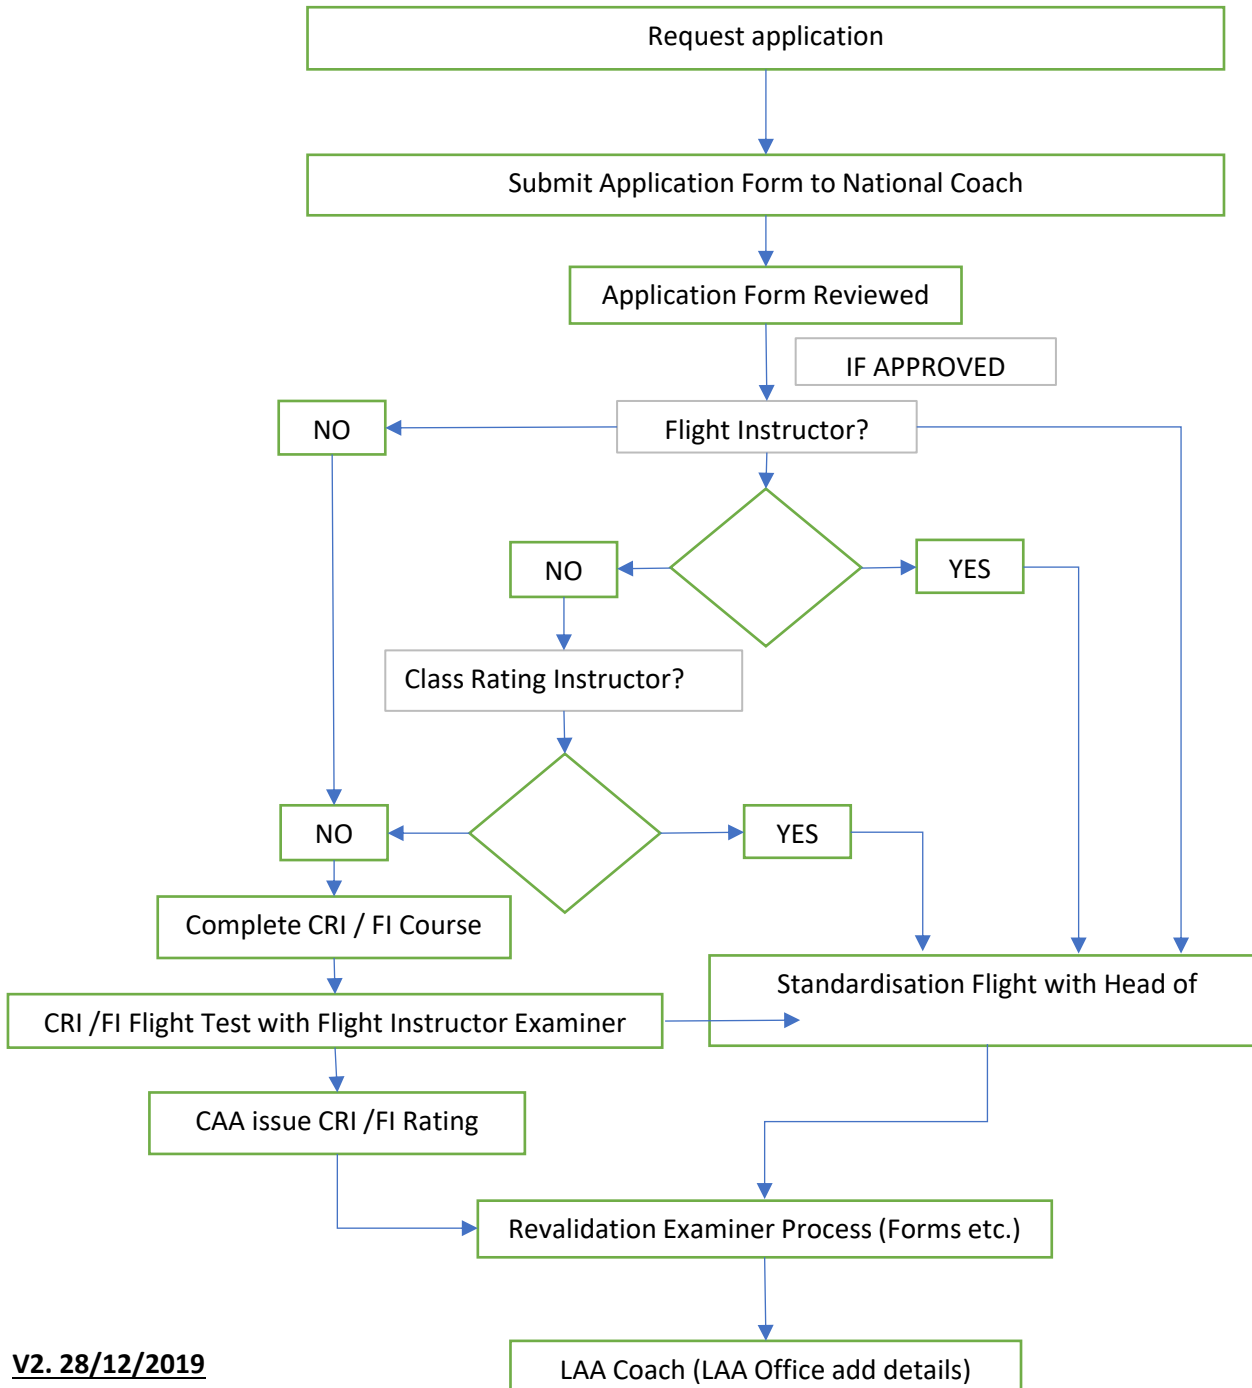 Request application
Submit Application Form to National Coach
Application Form Reviewed
IF APPROVED
NO
Flight Instructor?
NO
YES
Class Rating Instructor?
NO
YES
Complete CRI / FI Course
Standardisation Flight with Head of
CRI /FI Flight Test with Flight Instructor Examiner
CAA issue CRI /FI Rating
Revalidation Examiner Process (Forms etc.)
LAA Coach (LAA Office add details)
V2. 28/12/2019